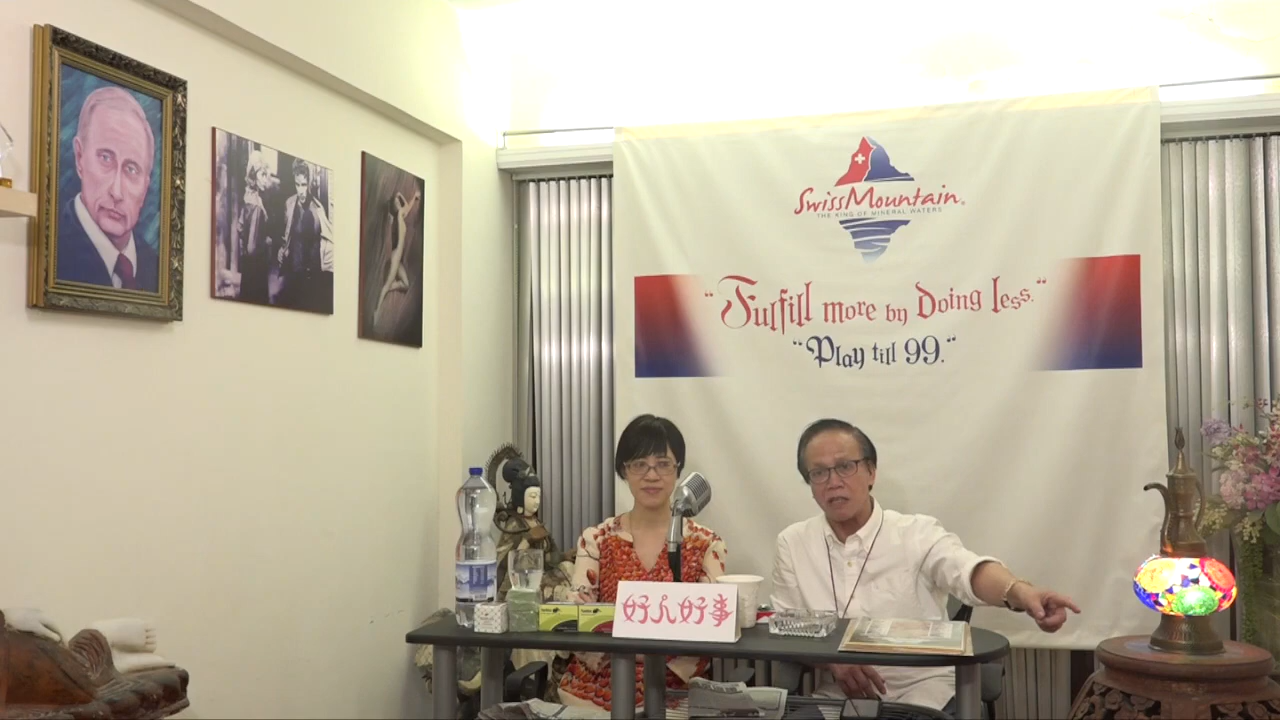 SwissMountain®
THE KING OF MINERAL WATERS
"Fulfill more by Doing less."
"Play till 99."
好人好事